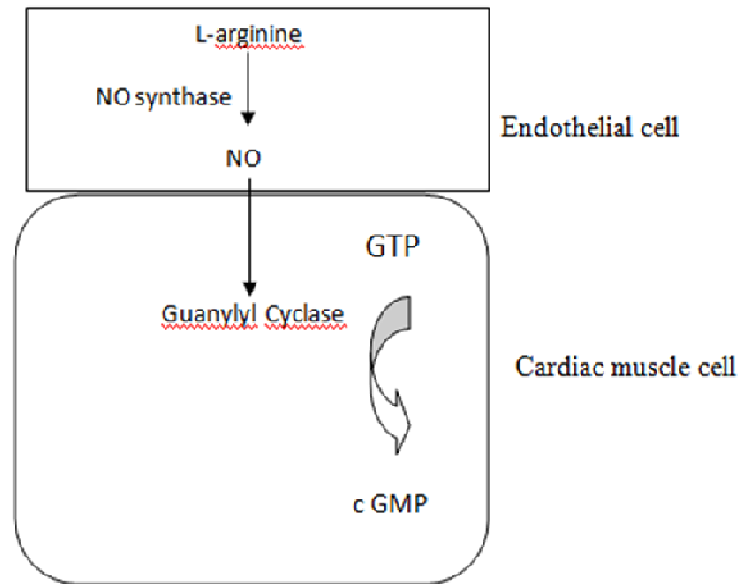 L-arginine
NO synthase
Endothelial cell
NO
GTP
Guanylyl Cyclase
Cardiac muscle cell
c GMP